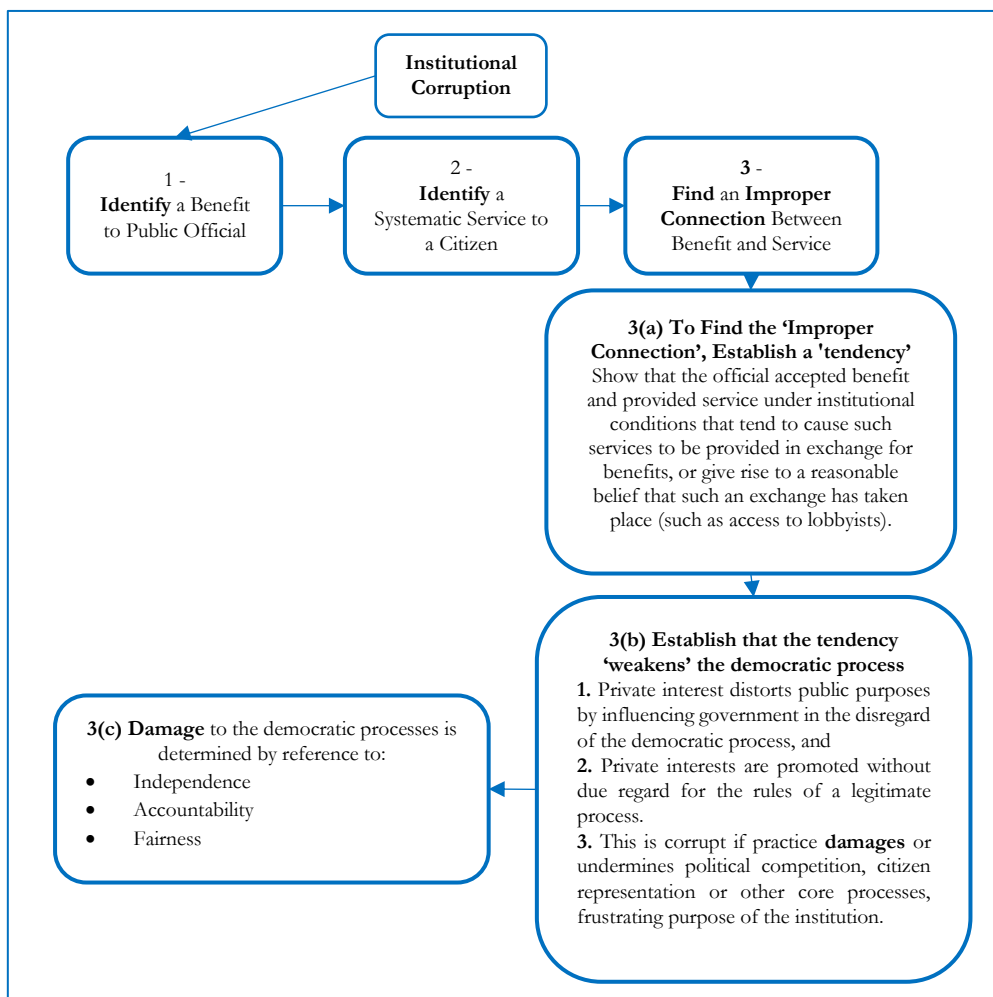 Institutional
Corruption
1 -
Identify a Benefit
to Public Official
2 -
Identify a
Systematic Service to
a Citizen
3 -
Find an Improper
Connection Between
Benefit and Service
3(a) To Find the ‘Improper
Connection’, Establish a 'tendency’
Show that the official accepted benefit
and provided service under institutional
conditions that tend to cause such
services to be provided in exchange for
benefits, or give rise to a reasonable
belief that such an exchange has taken
place (such as access to lobbyists).
3(b) Establish that the tendency
‘weakens’ the democratic process
1. Private interest distorts public purposes
by influencing government in the disregard
of the democratic process, and
2. Private interests are promoted without
due regard for the rules of a legitimate
process.
3. This is corrupt if practice damages or
undermines political competition, citizen
representation or other core processes,
frustrating purpose of the institution.
3(c) Damage to the democratic processes is
determined by reference to:
• Independence
• Accountability
• Fairness